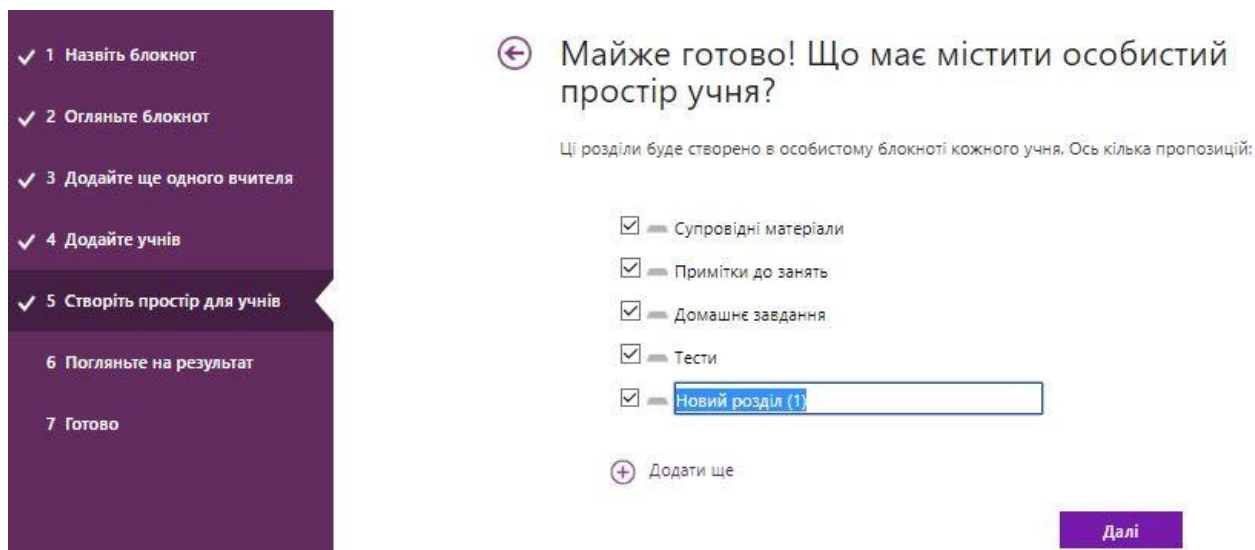 1 Назвіть блокнот
2 Огляньте блокнот
3 Додайте ще одного вчителя
4 Додайте учнів
5 Створіть простір для учнів
6 Погляньте на результат
7 Готово
Майже готово! Що має містити особистий
простір учня?
Ці розділи буде створено в особистому блокноті кожного учня. Ось кілька пропозицій:
Супровідні матеріали
Примітки до занять
Домашнє завдання
Тести
Новий розділ (1)
Додати ще
Далі